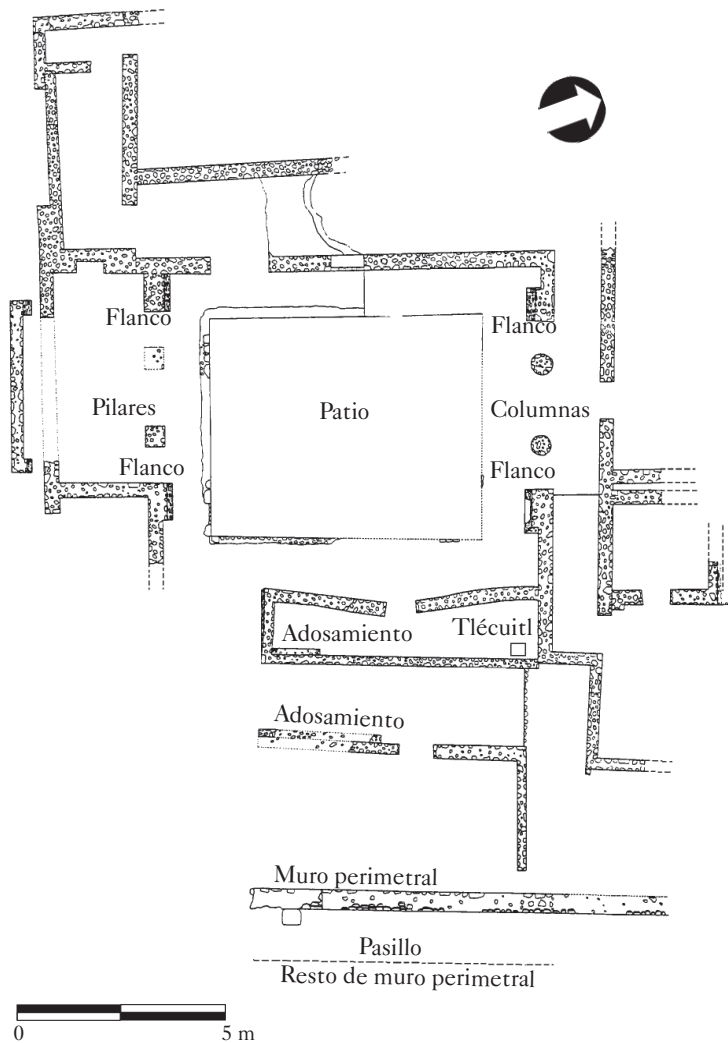 Flanco
Flanco
Pilares
Patio
Columnas
Flanco
Flanco
Adosamiento
Tlécuitl
Adosamiento
Muro perimetral
Pasillo
Resto de muro perimetral
0
5 m